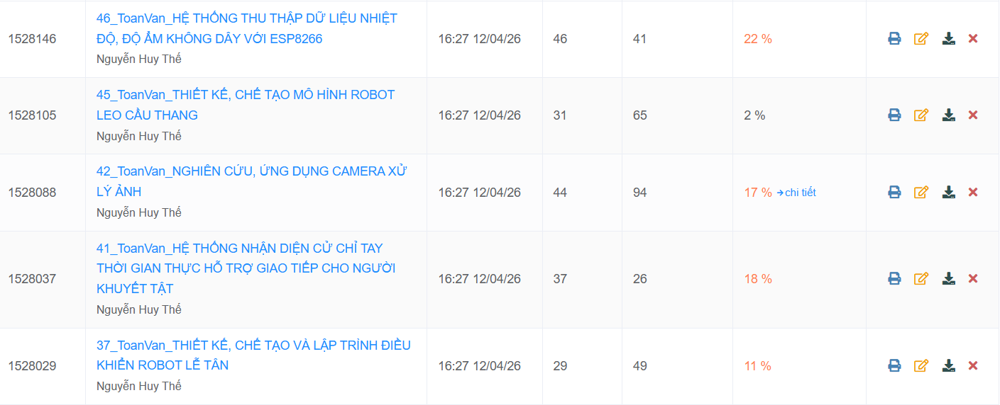 46_ToanVan_HỆ THỐNG THU THẬP DỮ LIỆU NHIỆT
1528146 ĐỘ, ĐỘ ẨM KHÔNG DÂY VỚI ESP8266 16:27 12/04/26 46 41 22 %
Nguyễn Huy Thế
45_ToanVan_THIẾT KẾ, CHẾ TẠO MÔ HÌNH ROBOT
1528105 LEO CẦU THANG 16:27 12/04/26 31 65 2 %
Nguyễn Huy Thế
42_ToanVan_NGHIÊN CỨU, ỨNG DỤNG CAMERA XỬ
1528088 LÝ ẢNH 16:27 12/04/26 44 94 17 % →chi tiết
Nguyễn Huy Thế
41_ToanVan_HỆ THỐNG NHẬN DIỆN CỬ CHỈ TAY
THỜI GIAN THỰC HỖ TRỢ GIAO TIẾP CHO NGƯỜI
1528037 KHUYẾT TẬT 16:27 12/04/26 37 26 18 %
Nguyễn Huy Thế
37_ToanVan_THIẾT KẾ, CHẾ TẠO VÀ LẬP TRÌNH ĐIỀU
1528029 KHIỂN ROBOT LỄ TÂN 16:27 12/04/26 29 49 11 %
Nguyễn Huy Thế